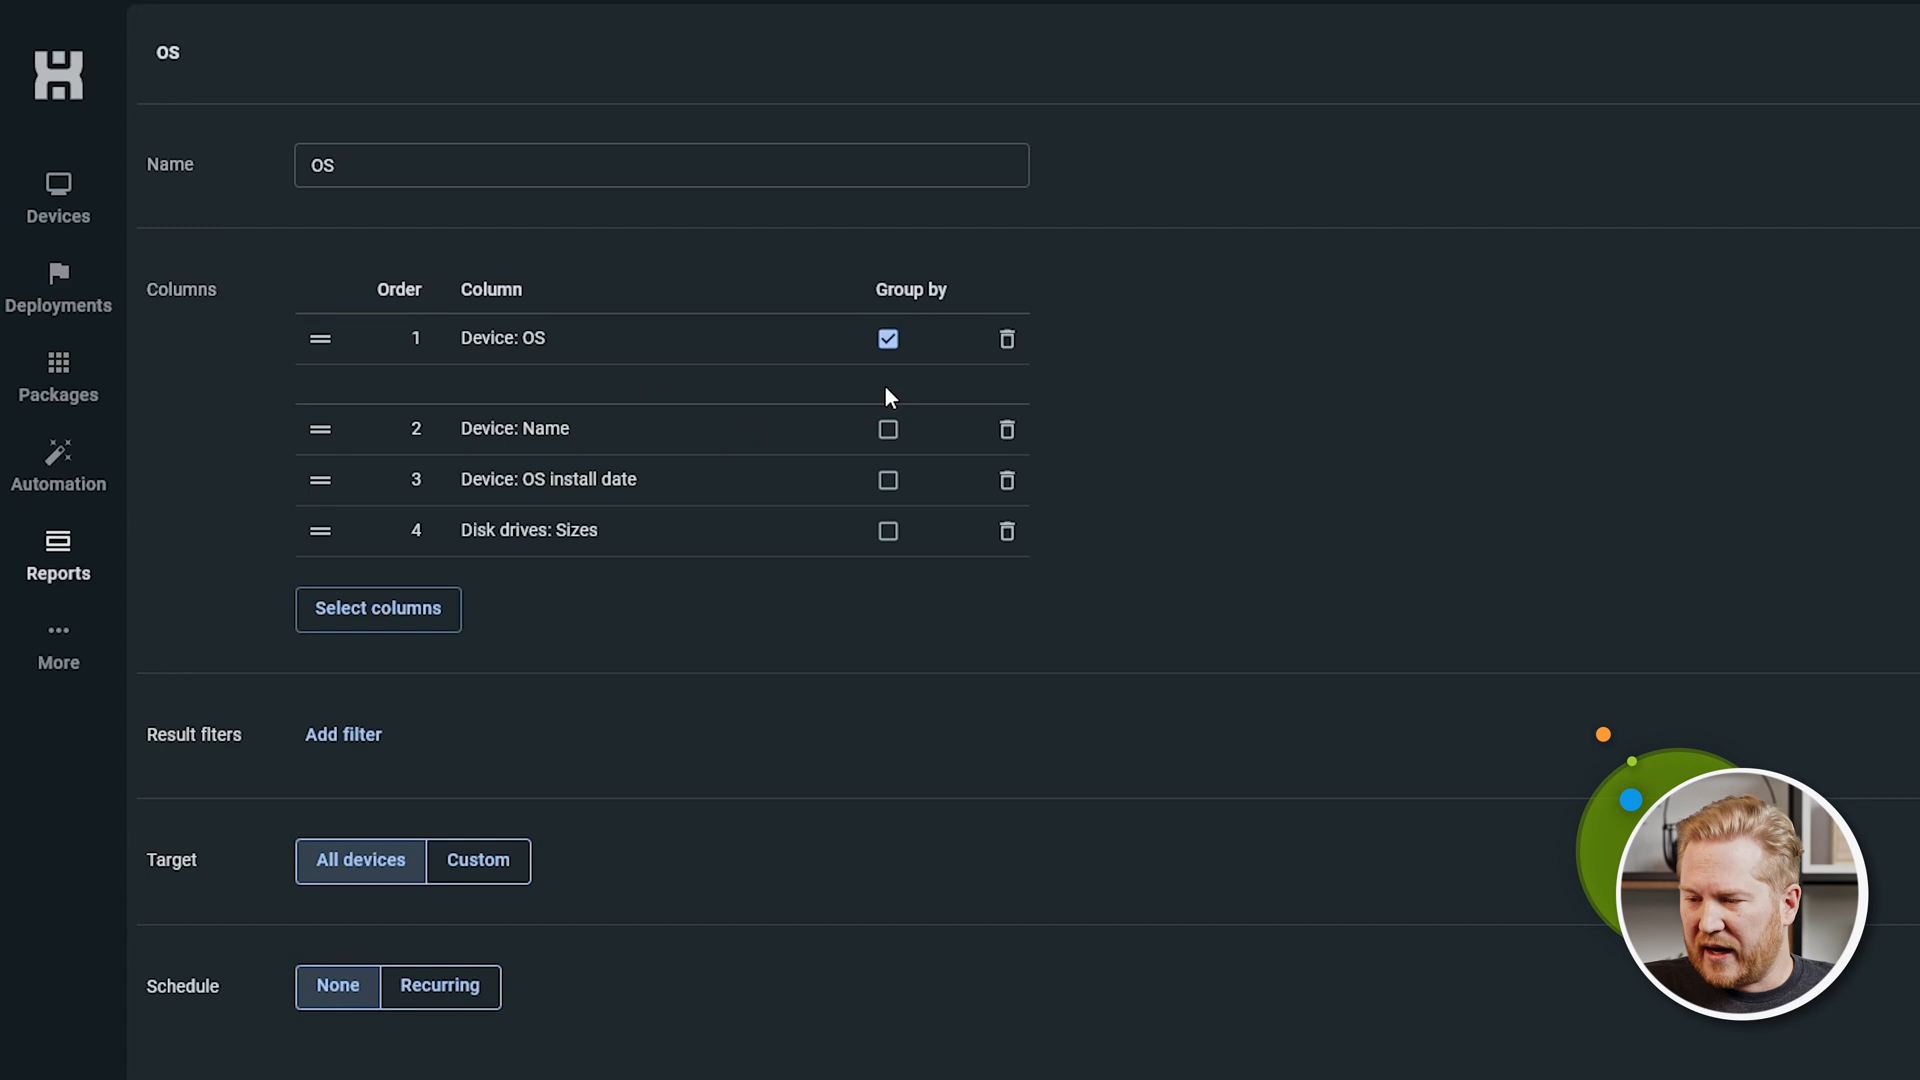 OS
Name
OS
Devices
Columns
Order
Column
Group by
Deployments
1
Device: OS
Packages
2
Device: Name
Automation
3
Device: OS install date
4
Disk drives: Sizes
Reports
Select columns
More
Result flters
Add filter
Target
All devices
Custom
Schedule
None
Recurring